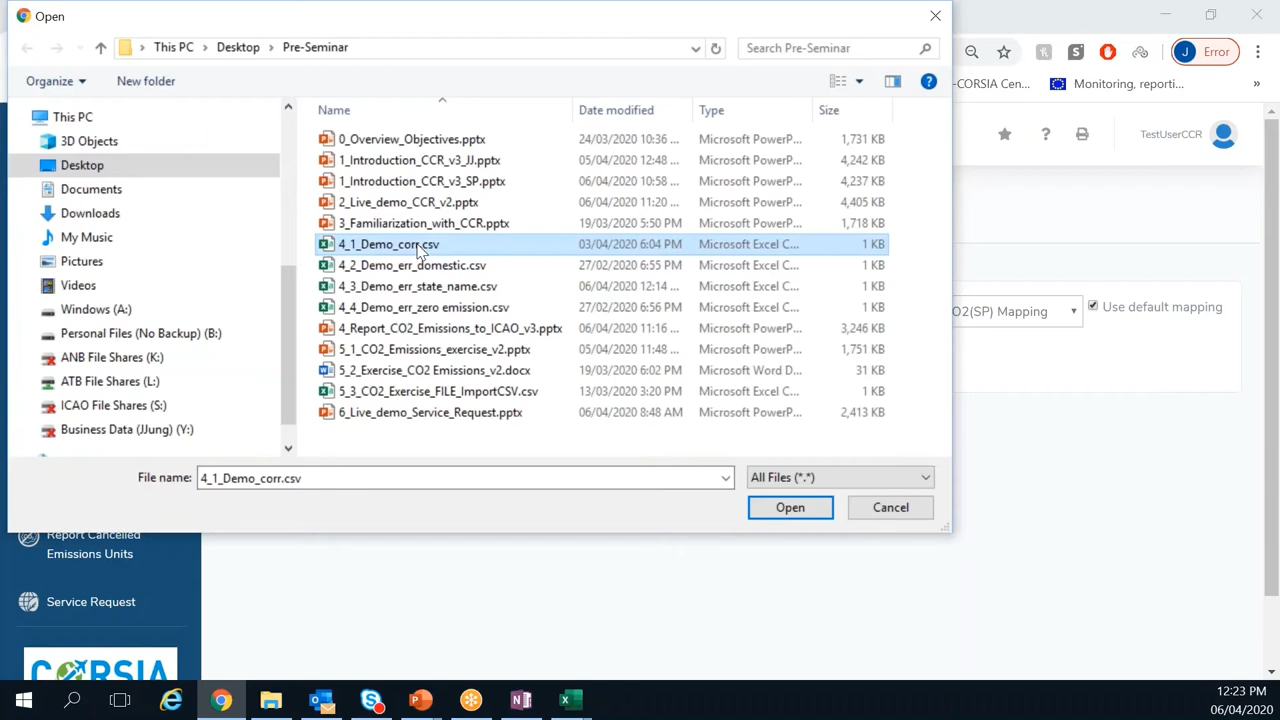 Open
This PC > Desktop > Pre-Seminar
Search Pre-Seminar
Error
-CORSIA Cen...
Monitoring, reporti...
»
Organize
New folder
This PC
3D Objects
Desktop
Documents
Downloads
My Music
Pictures
Videos
Windows (A:)
Personal Files (No Backup) (B:)
ANB File Shares (K:)
ATB File Shares (L:)
ICAO File Shares (S:)
Business Data (JJung) (Y:)
Name Date modified Type Size
0_Overview_Objectives.pptx 24/03/2020 10:36 ... Microsoft PowerP... 1,731 KB
1_Introduction_CCR_v3_JJ.pptx 05/04/2020 12:48 ... Microsoft PowerP... 4,242 KB
1_Introduction_CCR_v3_SP.pptx 06/04/2020 10:58 ... Microsoft PowerP... 4,237 KB
2_Live_demo_CCR_v2.pptx 06/04/2020 11:20 ... Microsoft PowerP... 4,405 KB
3_Familiarization_with_CCR.pptx 19/03/2020 5:50 PM Microsoft PowerP... 1,718 KB
4_1_Demo_corr.csv 03/04/2020 6:04 PM Microsoft Excel C... 1 KB
4_2_Demo_err_domestic.csv 27/02/2020 6:55 PM Microsoft Excel C... 1 KB
4_3_Demo_err_state_name.csv 06/04/2020 12:14 ... Microsoft Excel C... 1 KB
4_4_Demo_err_zero emission.csv 27/02/2020 6:56 PM Microsoft Excel C... 1 KB
4_Report_CO2_Emissions_to_ICAO_v3.pptx 06/04/2020 11:16 ... Microsoft PowerP... 3,246 KB
5_1_CO2_Emissions_exercise_v2.pptx 05/04/2020 11:48 ... Microsoft PowerP... 1,751 KB
5_2_Exercise_CO2 Emissions_v2.docx 19/03/2020 6:02 PM Microsoft Word D... 31 KB
5_3_CO2_Exercise_FILE_ImportCSV.csv 13/03/2020 3:20 PM Microsoft Excel C... 1 KB
6_Live_demo_Service_Request.pptx 06/04/2020 8:48 AM Microsoft PowerP... 2,413 KB
File name: 4_1_Demo_corr.csv
All Files (*.*)
Open
Cancel
TestUserCCR
O2(SP) Mapping
Use default mapping
Report Cancelled
Emissions Units
Service Request
CORSIA
12:23 PM
06/04/2020